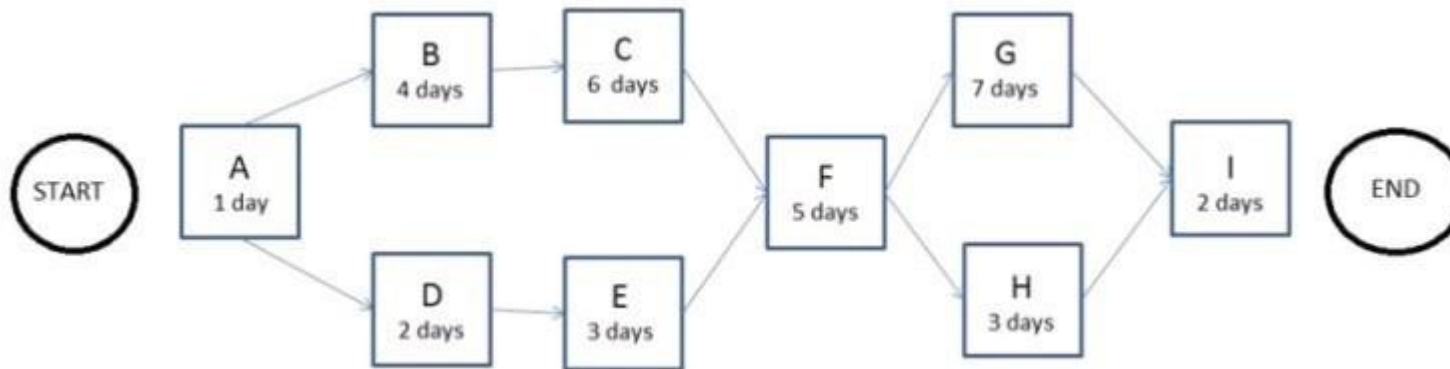 START
A
1 day
B
4 days
C
6 days
D
2 days
E
3 days
F
5 days
G
7 days
H
3 days
I
2 days
END